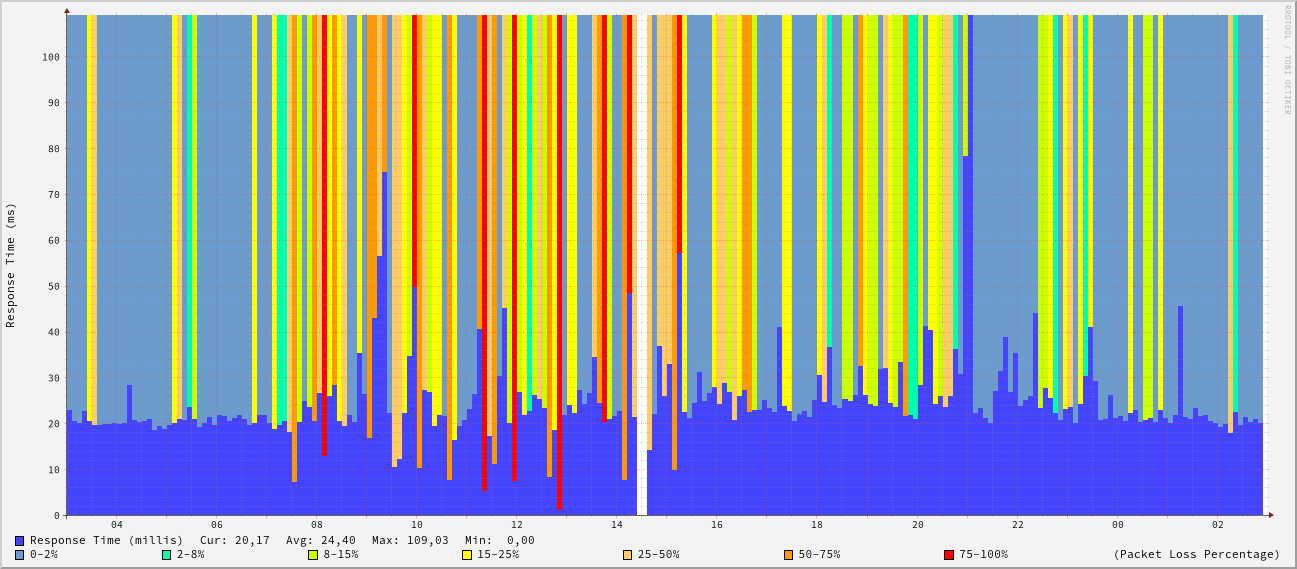 RRDTOOL / TOBI OETIKER
Response Time (ms)
100
90
80
70
60
50
40
30
20
10
0
04 06 08 10 12 14 16 18 20 22 00 02
Response Time (millis) Cur: 20,17 Avg: 24,40 Max: 109,03 Min: 0,00
0-2% 2-8% 8-15% 15-25% 25-50% 50-75% 75-100% (Packet Loss Percentage)